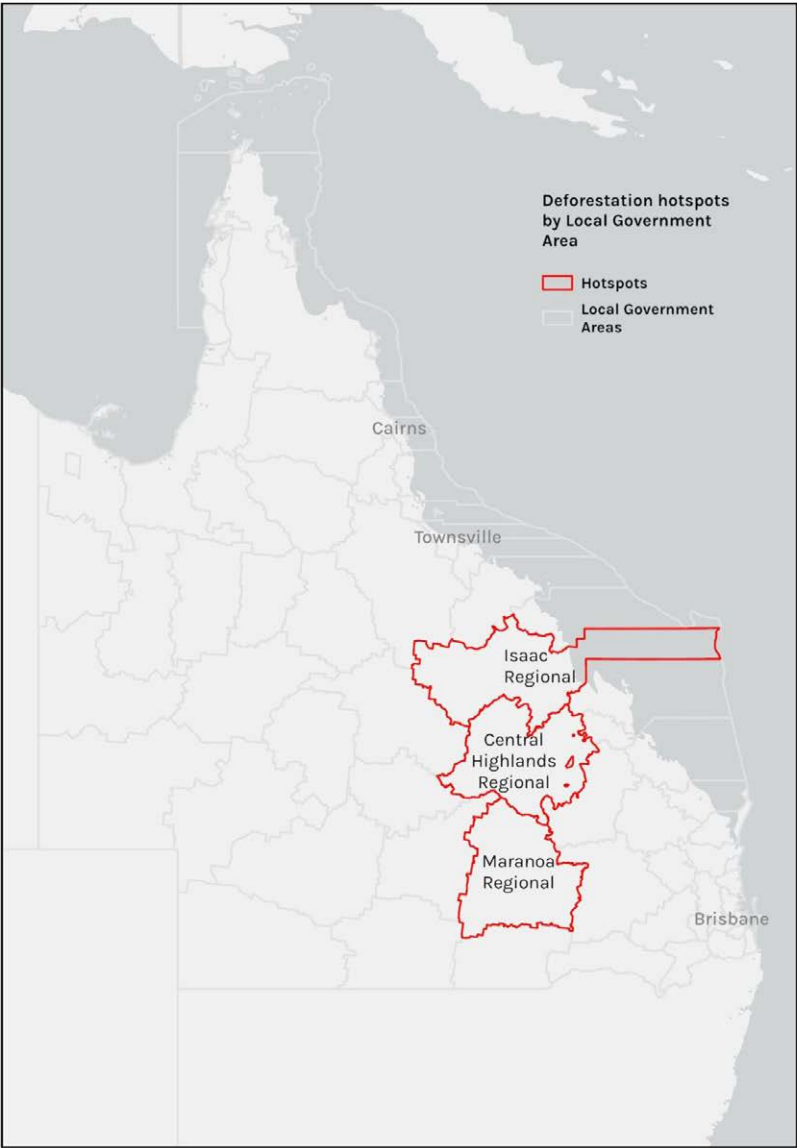 Deforestation hotspots
by Local Government
Area
Hotspots
Local Government
Areas
Cairns
Townsville
Isaac
Regional
Central
Highlands
Regional
Maranoa
Regional
Brisbane